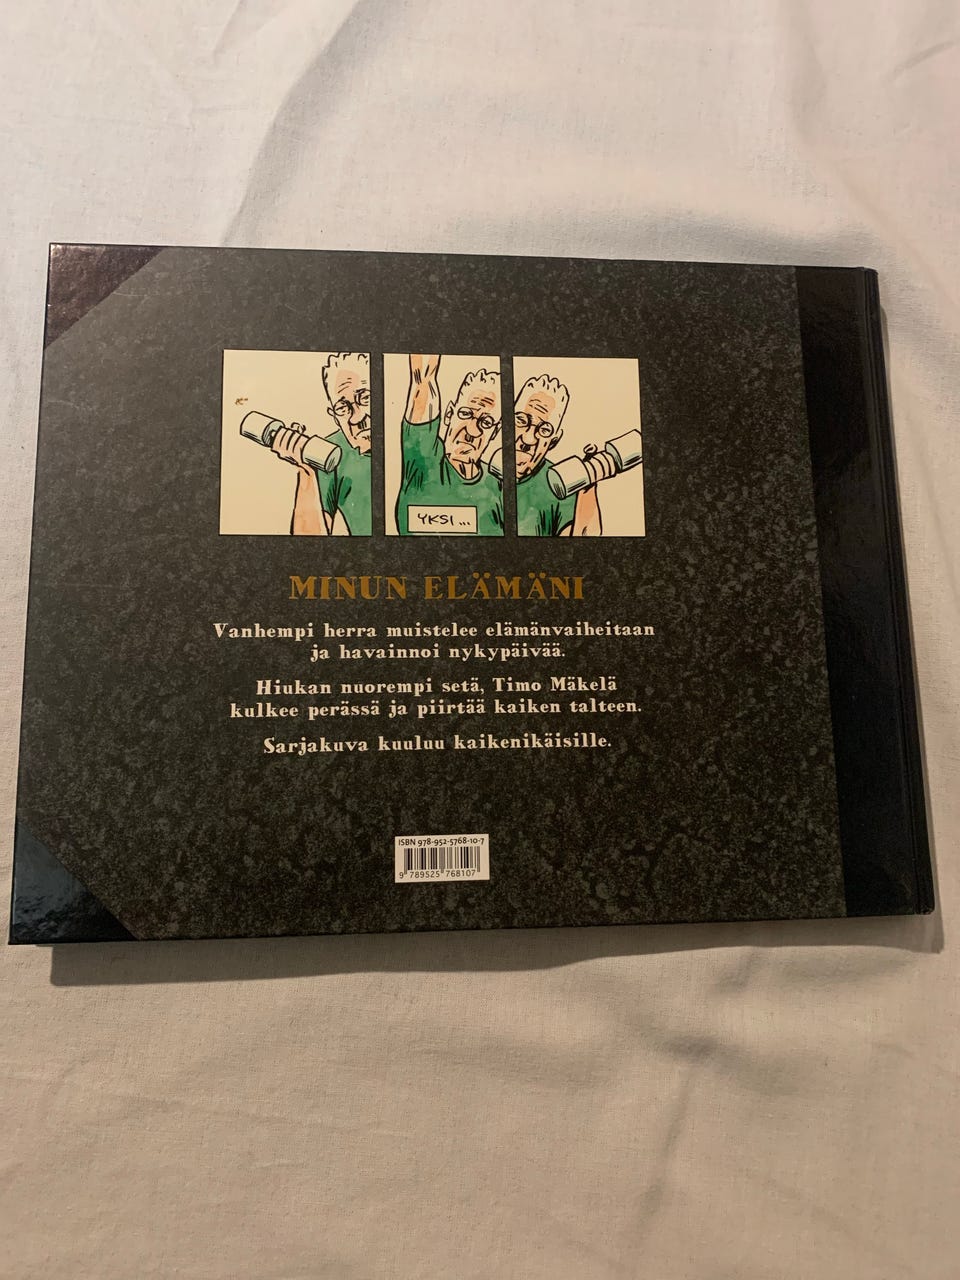 YKSI...
MINUN ELÄMÄNI
Vanhempi herra muistelee elämänvaiheitaan
ja havainnoi nykypäivää.
Hiukan nuorempi setä, Timo Mäkelä
kulkee perässä ja piirtää kaiken talteen.
Sarjakuva kuuluu kaikenikäisille.
ISBN 978-952-5768-10-7
9 789525 768107